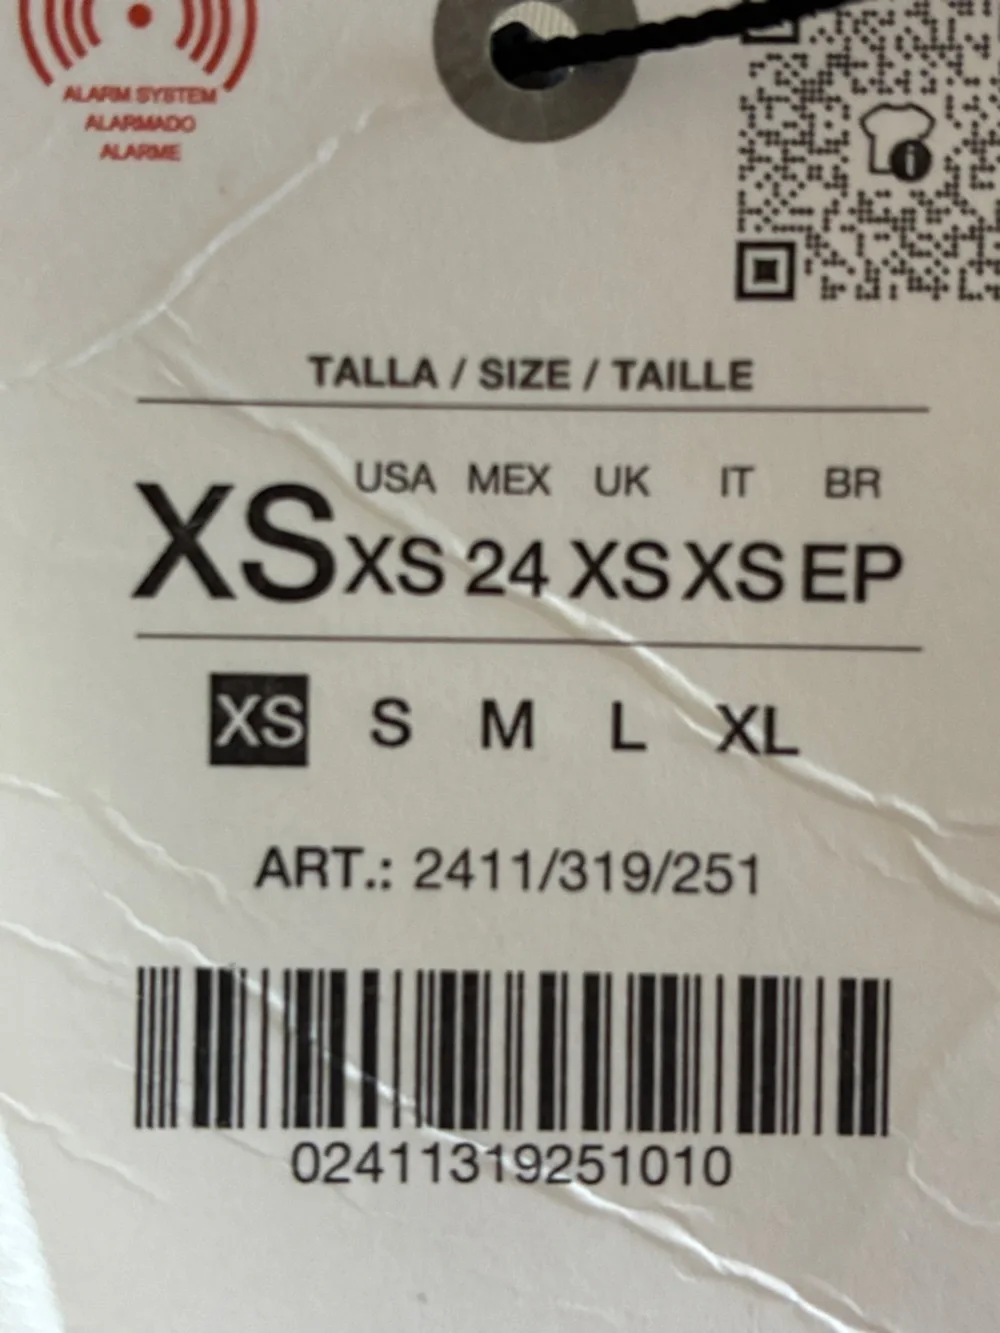 ALARM SYSTEM
ALARMADO
ALARME
TALLA / SIZE / TAILLE
USA MEX UK IT BR
XS XS 24 XS XS EP
XS S M L XL
ART.: 2411/319/251
02411319251010